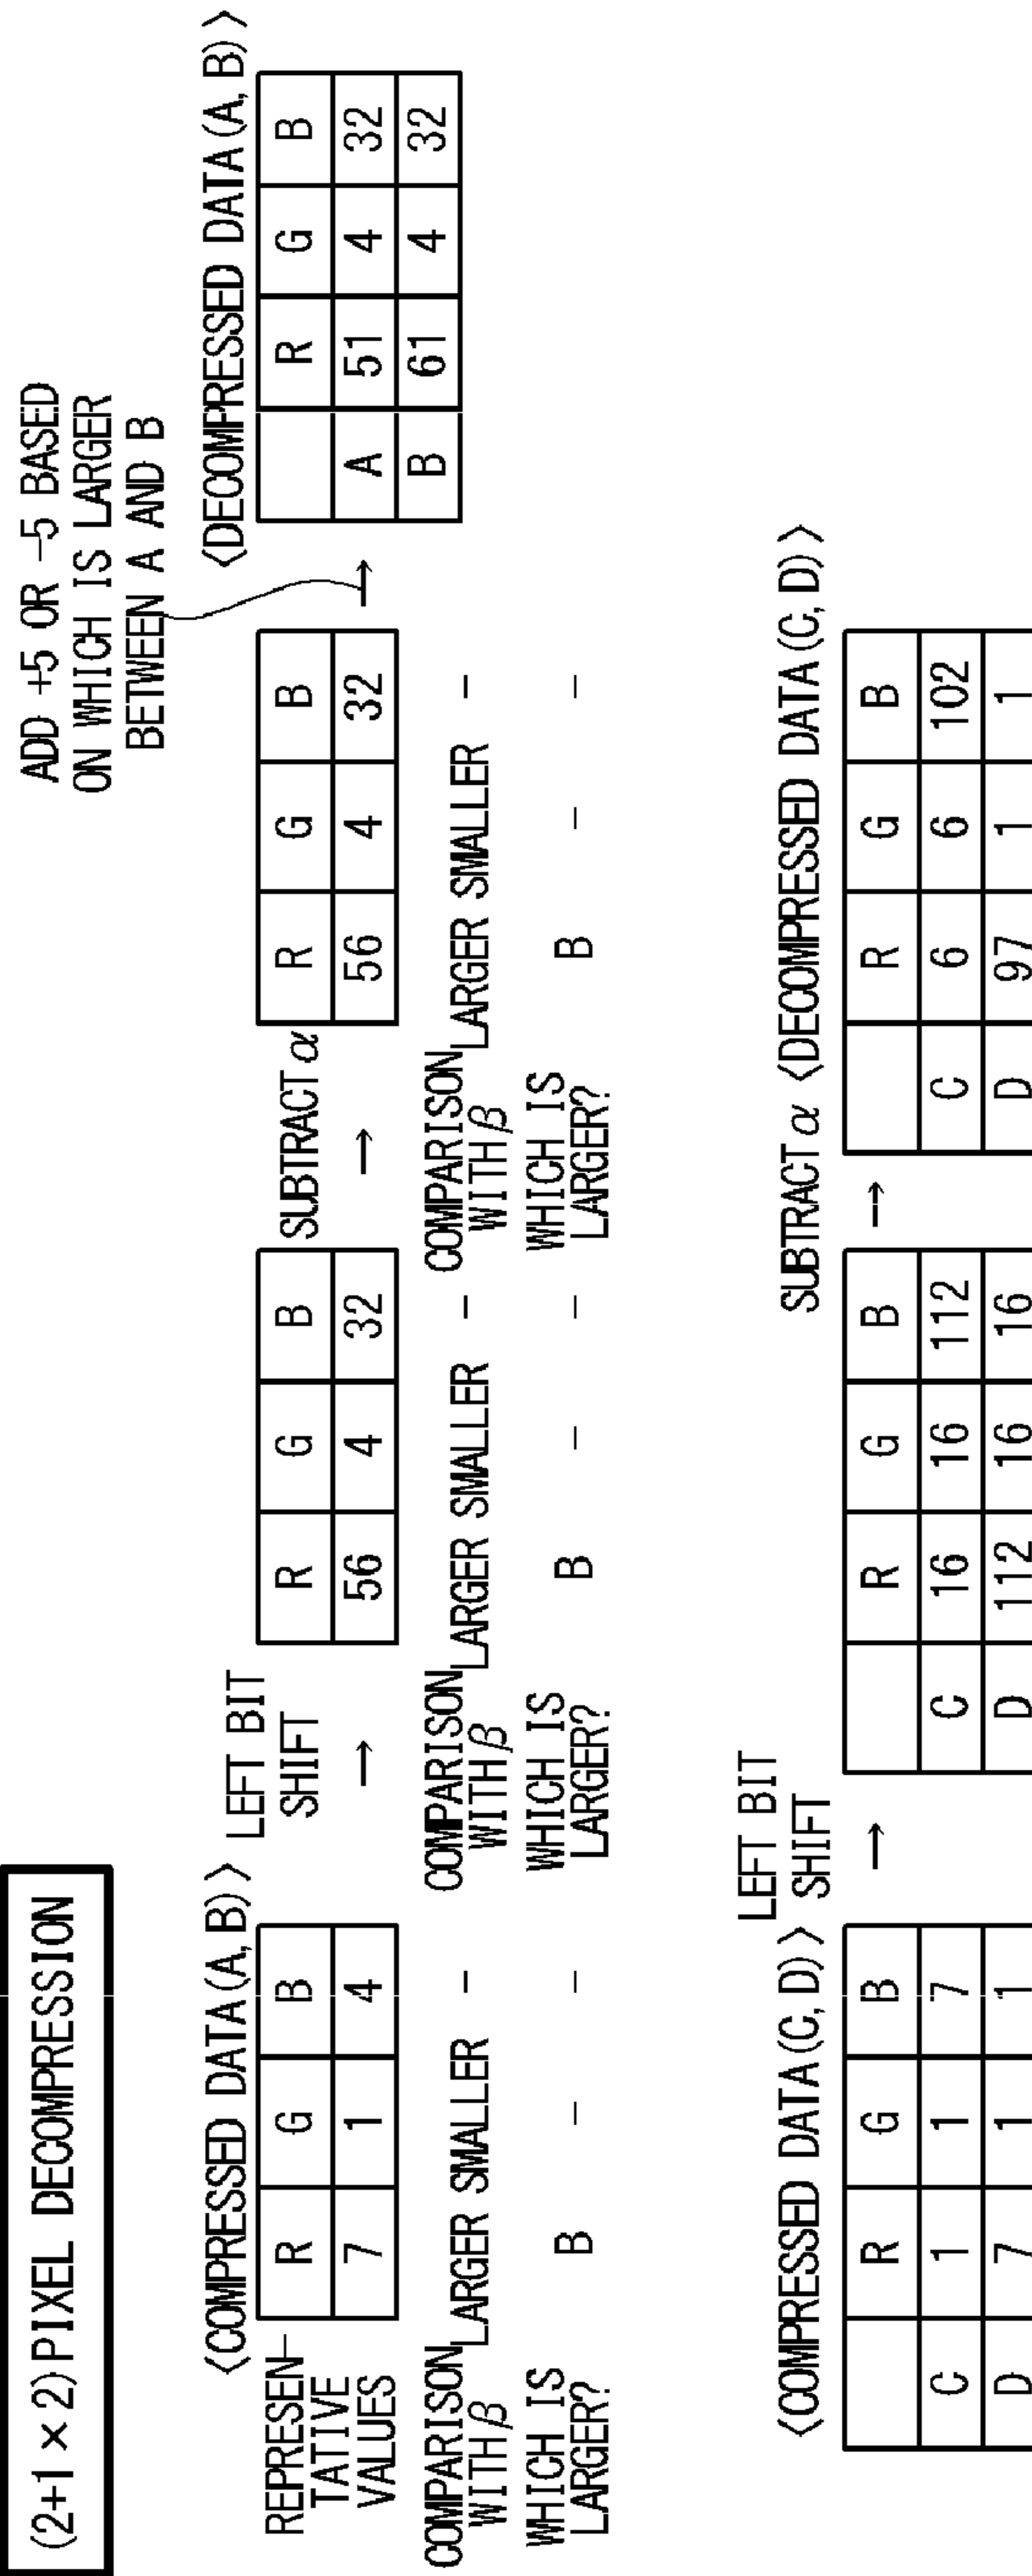 (2+1×2)PIXEL DECOMPRESSION
<COMPRESSED DATA(A, B)>
REPRESEN-
TATIVE
VALUES
R G B
7 1 4
COMPARISON
WITH β
LARGER SMALLER -
WHICH IS
LARGER?
B - -
LEFT BIT
SHIFT
→
R G B
56 4 32
COMPARISON
WITH β
LARGER SMALLER -
WHICH IS
LARGER?
B - -
SUBTRACT α
→
R G B
56 4 32
COMPARISON
WITH β
LARGER SMALLER -
WHICH IS
LARGER?
B - -
ADD +5 OR -5 BASED
ON WHICH IS LARGER
BETWEEN A AND B
→
<DECOMPRESSED DATA(A, B)>
R G B
A 51 4 32
B 61 4 32
<COMPRESSED DATA(C, D)>
R G B
C 1 1 7
D 7 1 1
LEFT BIT
SHIFT
→
R G B
C 16 16 112
D 112 16 16
SUBTRACT α
→
<DECOMPRESSED DATA(C, D)>
R G B
C 6 6 102
D 97 1 1